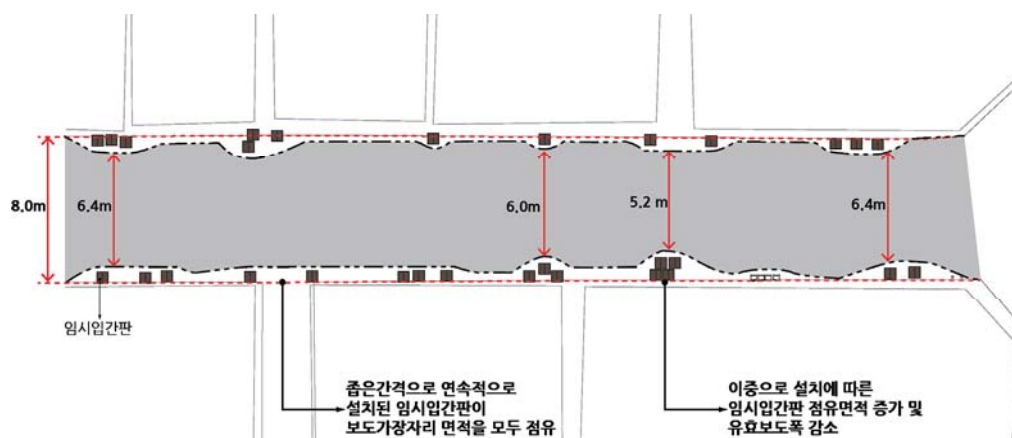 8.0m
6.4m
6.0m
5.2 m
6.4m
임시입간판
좁은간격으로 연속적으로
설치된 임시입간판이
보도가장자리 면적을 모두 점유
이중으로 설치에 따른
임시입간판 점유면적 증가 및
유효보도폭 감소